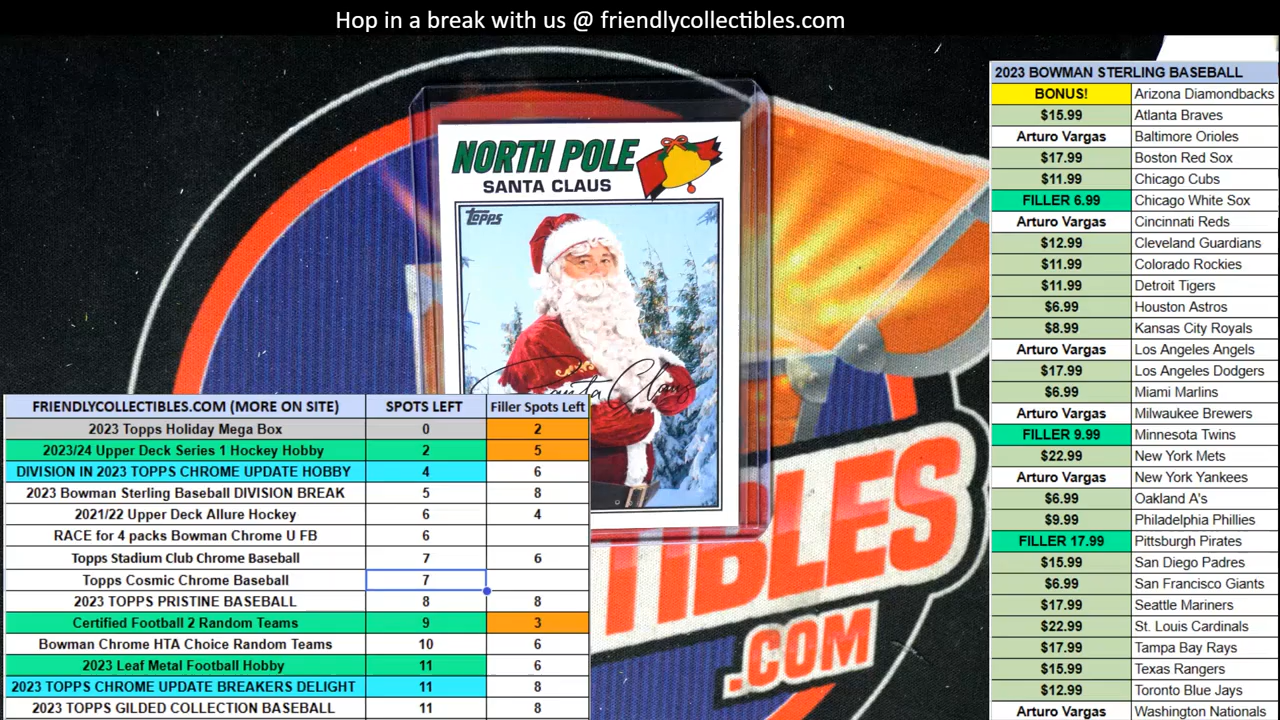 Hop in a break with us @ friendlycollectibles.com
NORTH POLE
SANTA CLAUS
topps
Santa Claus
FRIENDLYCOLLECTIBLES.COM (MORE ON SITE) SPOTS LEFT Filler Spots Left
2023 Topps Holiday Mega Box 0 2
2023/24 Upper Deck Series 1 Hockey Hobby 2 5
DIVISION IN 2023 TOPPS CHROME UPDATE HOBBY 4 6
2023 Bowman Sterling Baseball DIVISION BREAK 5 8
2021/22 Upper Deck Allure Hockey 6 4
RACE for 4 packs Bowman Chrome U FB 6
Topps Stadium Club Chrome Baseball 7 6
Topps Cosmic Chrome Baseball 7
2023 TOPPS PRISTINE BASEBALL 8 8
Certified Football 2 Random Teams 9 3
Bowman Chrome HTA Choice Random Teams 10 6
2023 Leaf Metal Football Hobby 11 6
2023 TOPPS CHROME UPDATE BREAKERS DELIGHT 11 8
2023 TOPPS GILDED COLLECTION BASEBALL 11 8
TIBLES
.COM
2023 BOWMAN STERLING BASEBALL
BONUS! Arizona Diamondbacks
$15.99 Atlanta Braves
Arturo Vargas Baltimore Orioles
$17.99 Boston Red Sox
$11.99 Chicago Cubs
FILLER 6.99 Chicago White Sox
Arturo Vargas Cincinnati Reds
$12.99 Cleveland Guardians
$11.99 Colorado Rockies
$11.99 Detroit Tigers
$6.99 Houston Astros
$8.99 Kansas City Royals
Arturo Vargas Los Angeles Angels
$17.99 Los Angeles Dodgers
$6.99 Miami Marlins
Arturo Vargas Milwaukee Brewers
FILLER 9.99 Minnesota Twins
$22.99 New York Mets
Arturo Vargas New York Yankees
$6.99 Oakland A's
$9.99 Philadelphia Phillies
FILLER 17.99 Pittsburgh Pirates
$15.99 San Diego Padres
$6.99 San Francisco Giants
$17.99 Seattle Mariners
$22.99 St. Louis Cardinals
$17.99 Tampa Bay Rays
$15.99 Texas Rangers
$12.99 Toronto Blue Jays
Arturo Vargas Washington Nationals